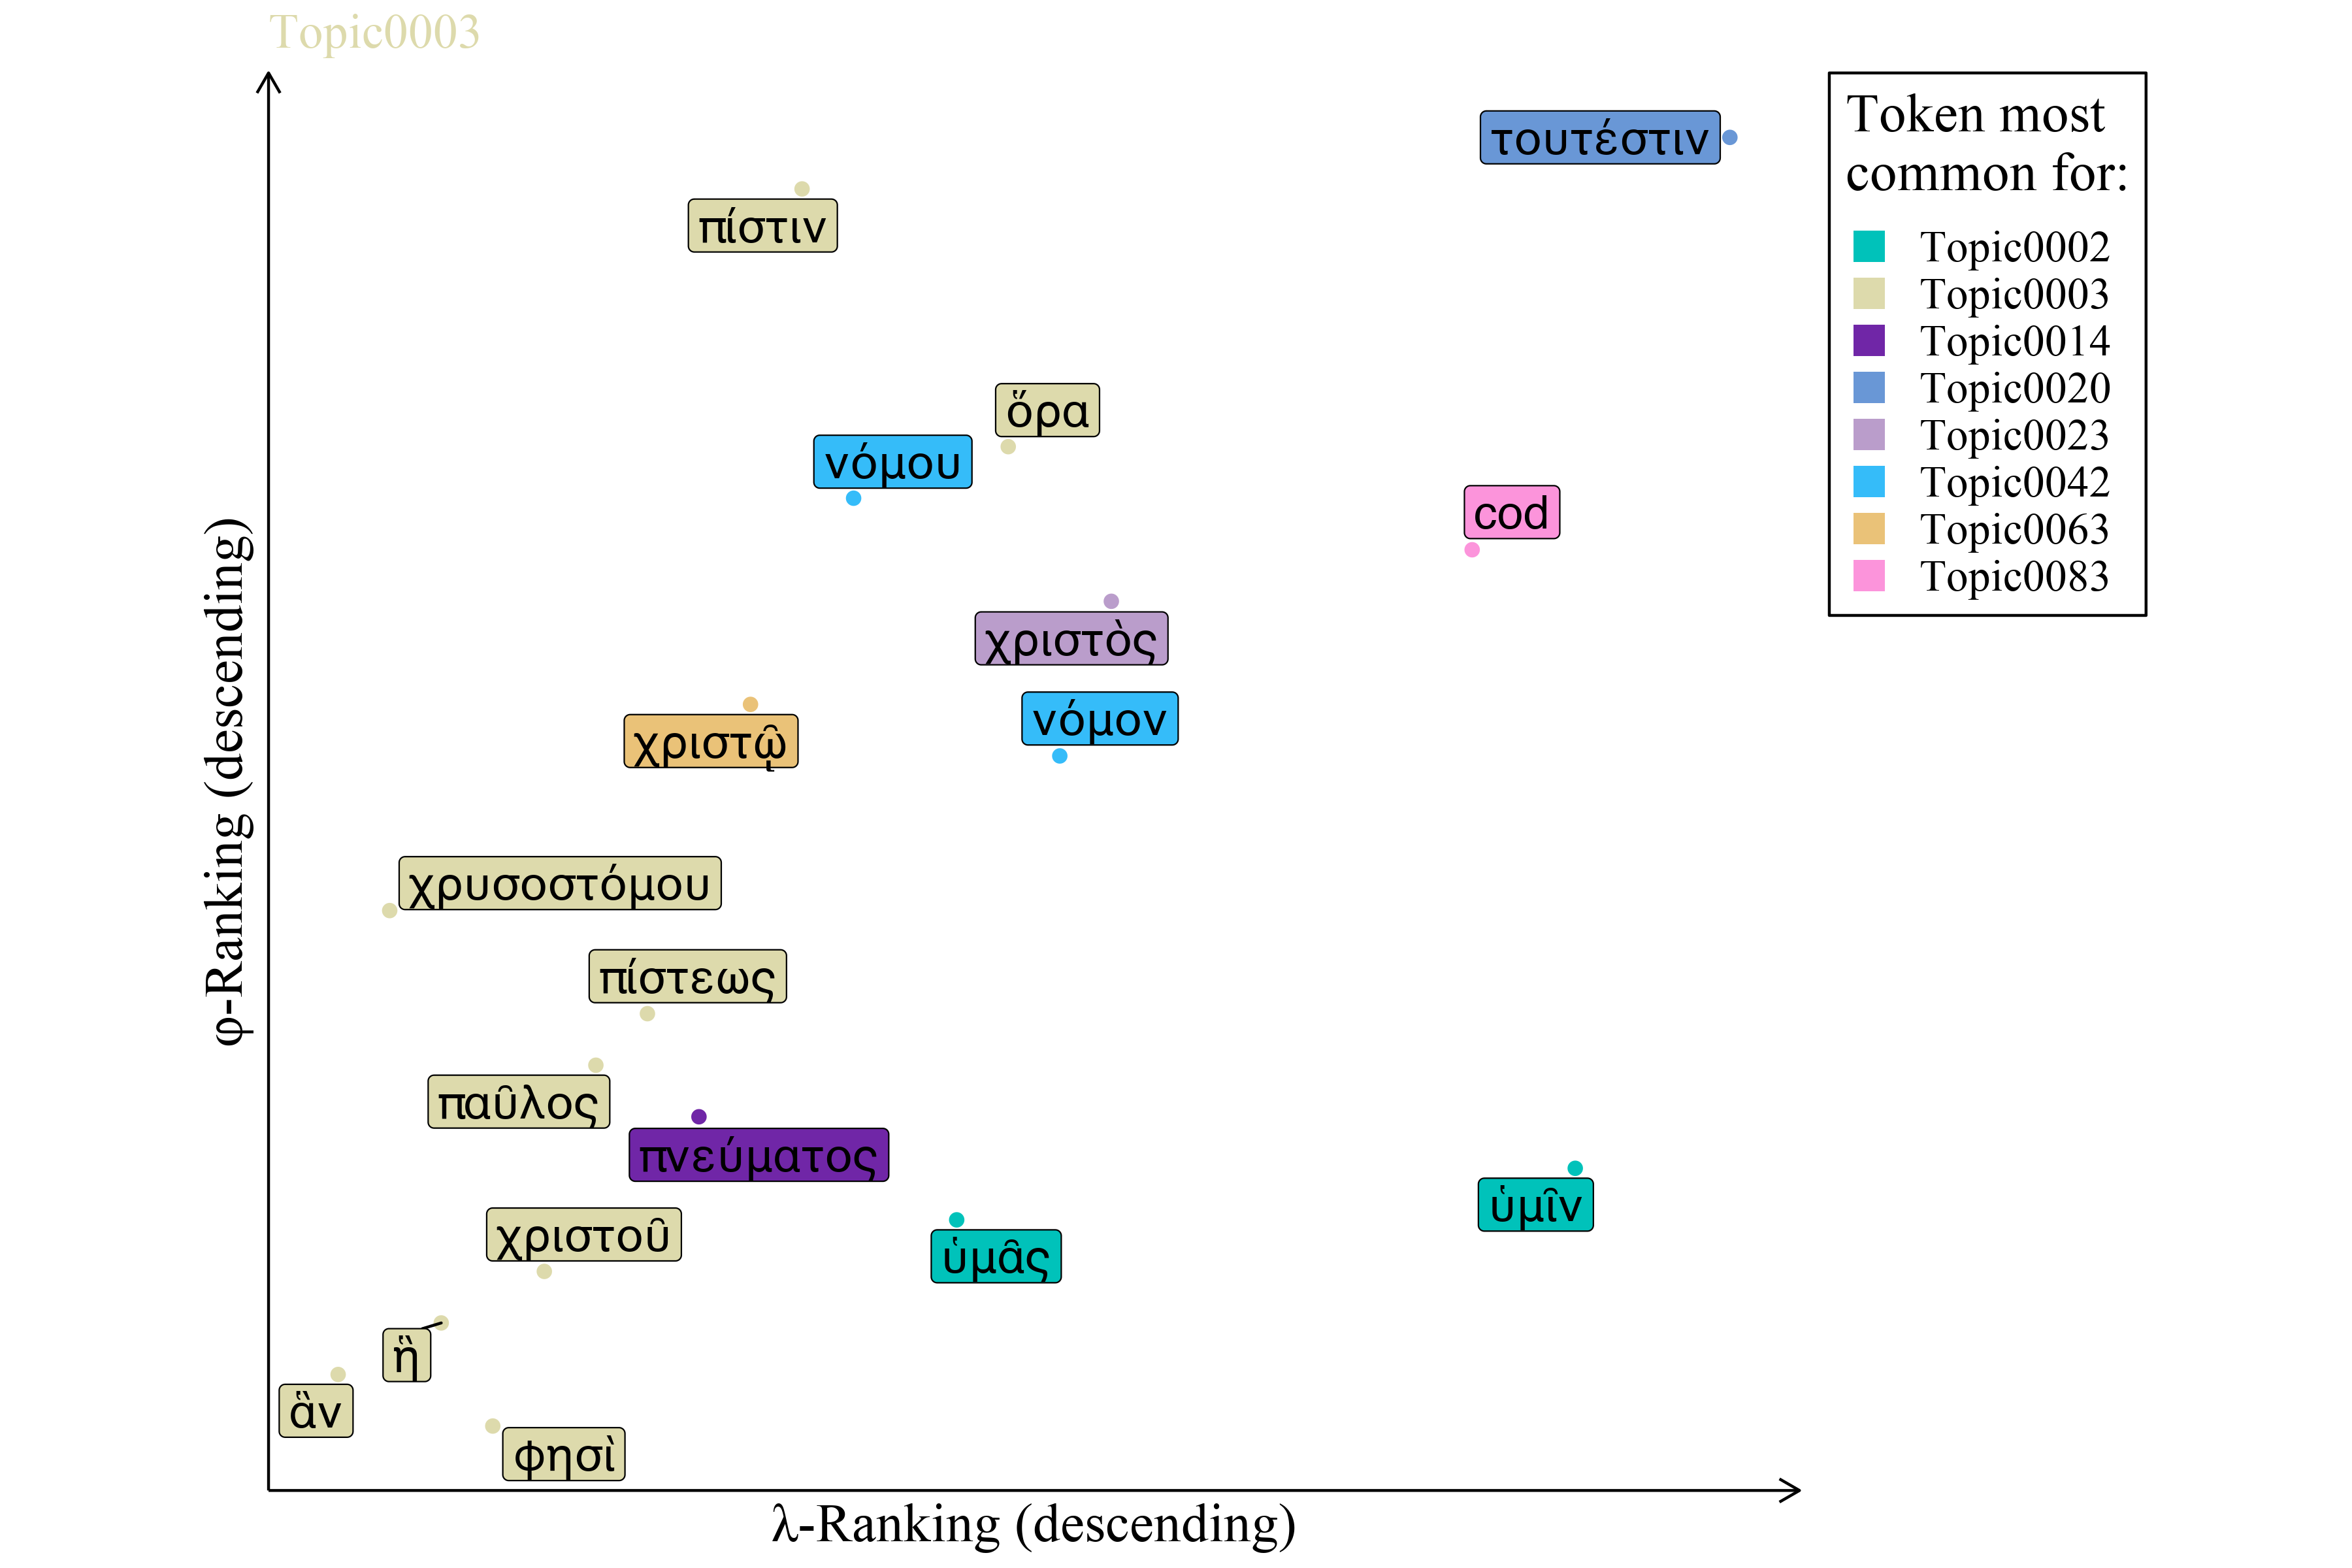 Topic0003
τουτέστιν
πίστιν
ὅρα
νόμου
cod
χριστὸς
νόμον
χριστῷ
χρυσοστόμου
πίστεως
παῦλος
πνεύματος
ὑμῖν
χριστοῦ
ὑμᾶς
ἢ
ἂν
φησὶ
φ-Ranking (descending)
λ-Ranking (descending)
Token most
common for:
Topic0002
Topic0003
Topic0014
Topic0020
Topic0023
Topic0042
Topic0063
Topic0083